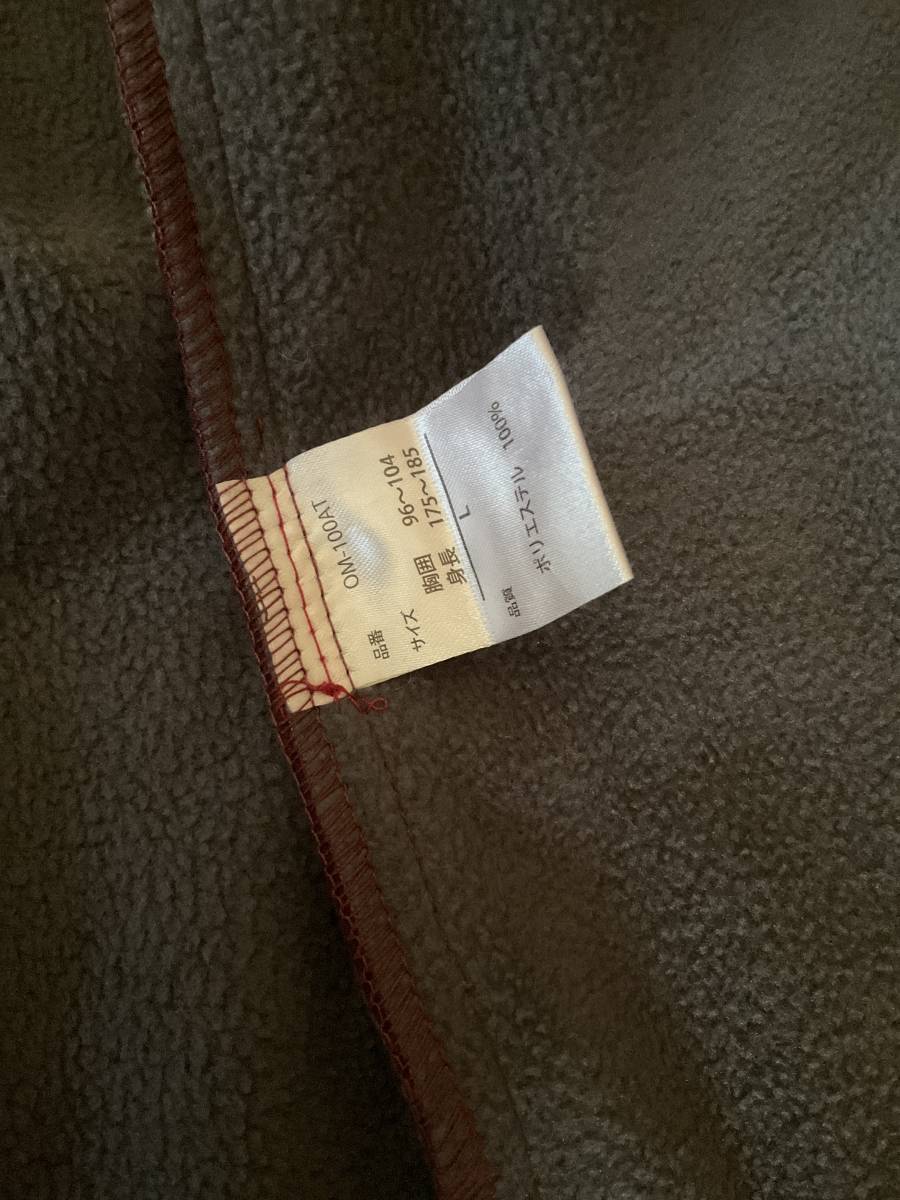 品番 OM-100AT
サイズ
胸囲 96〜104
身長 175〜185
L
品質
ポリエステル 100%